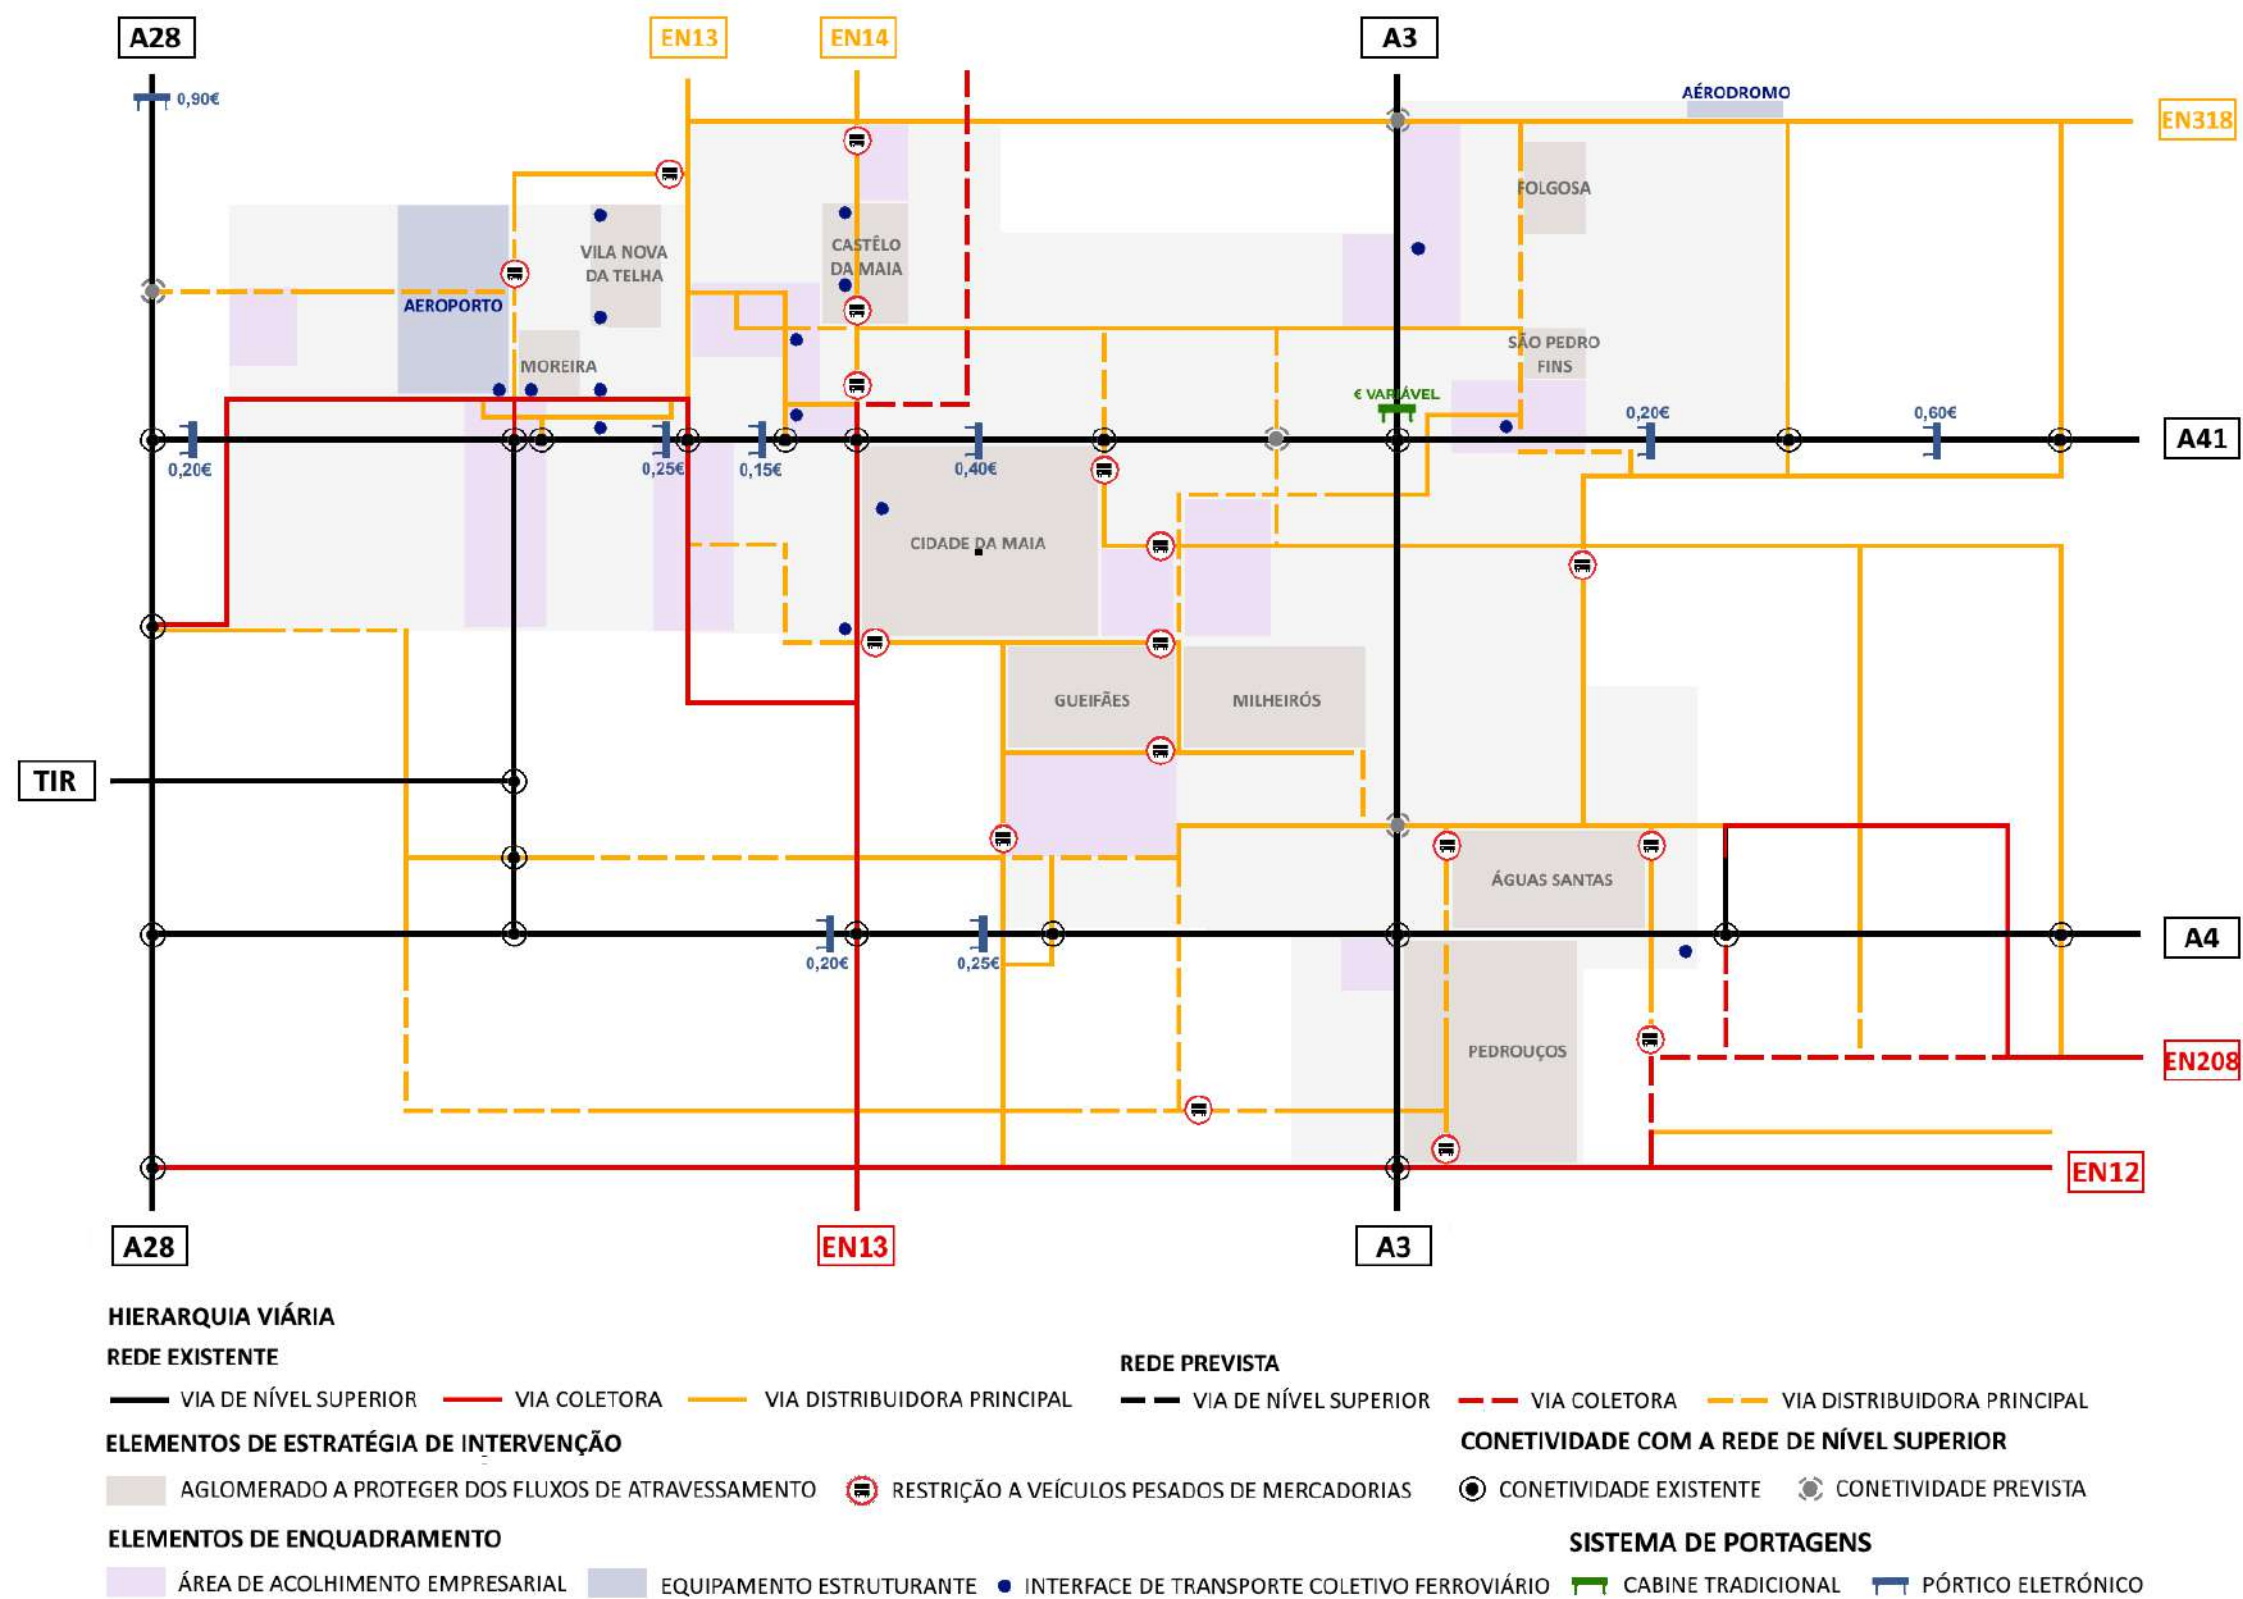 A28
EN13
EN14
A3
0,90€
AÉRODROMO
EN318
FOLGOSA
CASTÊLO
DA MAIA
VILA NOVA
DA TELHA
AEROPORTO
SÃO PEDRO
FINS
MOREIRA
€ VARIÁVEL
0,20€
0,60€
A41
0,20€
0,25€
0,15€
0,40€
CIDADE DA MAIA
GUEIFÃES
MILHEIRÓS
TIR
ÁGUAS SANTAS
A4
0,20€
0,25€
PEDROUÇOS
EN208
EN12
A28
EN13
A3
HIERARQUIA VIÁRIA
REDE EXISTENTE
REDE PREVISTA
VIA DE NÍVEL SUPERIOR
VIA COLETORA
VIA DISTRIBUIDORA PRINCIPAL
VIA DE NÍVEL SUPERIOR
VIA COLETORA
VIA DISTRIBUIDORA PRINCIPAL
ELEMENTOS DE ESTRATÉGIA DE INTERVENÇÃO
CONETIVIDADE COM A REDE DE NÍVEL SUPERIOR
AGLOMERADO A PROTEGER DOS FLUXOS DE ATRAVESSAMENTO
RESTRIÇÃO A VEÍCULOS PESADOS DE MERCADORIAS
CONETIVIDADE EXISTENTE
CONETIVIDADE PREVISTA
ELEMENTOS DE ENQUADRAMENTO
SISTEMA DE PORTAGENS
ÁREA DE ACOLHIMENTO EMPRESARIAL
EQUIPAMENTO ESTRUTURANTE
INTERFACE DE TRANSPORTE COLETIVO FERROVIÁRIO
CABINE TRADICIONAL
PÓRTICO ELETRÓNICO